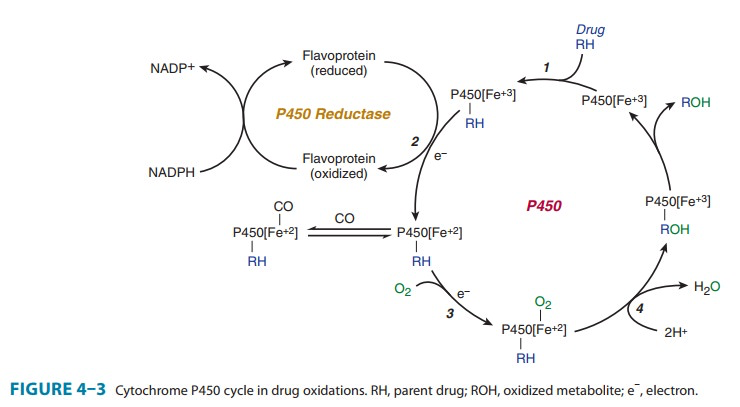 Drug
RH
1
NADP+
Flavoprotein
(reduced)
P450[Fe+3]
RH
P450[Fe+3]
ROH
P450 Reductase
2
e−
Flavoprotein
(oxidized)
NADPH
P450
P450[Fe+3]
ROH
CO
P450[Fe+2]
RH
CO
P450[Fe+2]
RH
O2
e−
3
O2
P450[Fe+2]
RH
4
H2O
2H+
FIGURE 4–3 Cytochrome P450 cycle in drug oxidations. RH, parent drug; ROH, oxidized metabolite; e−, electron.